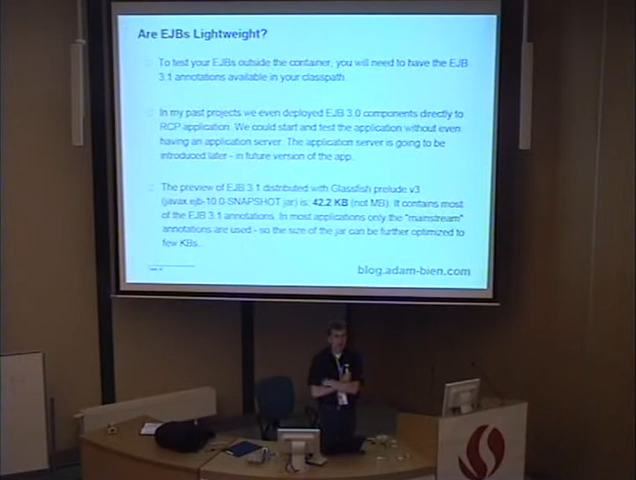 Are EJBs Lightweight?
To test your EJBs outside the container, you will need to have the EJB
3.1 annotations available in your classpath.
In my past projects we even deployed EJB 3.0 components directly to
RCP application. We could start and test the application without even
having an application server. The application server is going to be
introduced later - in future version of the app.
The preview of EJB 3.1 distributed with Glassfish prelude v3
(javax.ejb-10.0-SNAPSHOT.jar) is: 42.2 KB (not MB). It contains most
of the EJB 3.1 annotations. In most applications only the "mainstream"
annotations are used - so the size of the jar can be further optimized to
few KBs...
blog.adam-bien.com